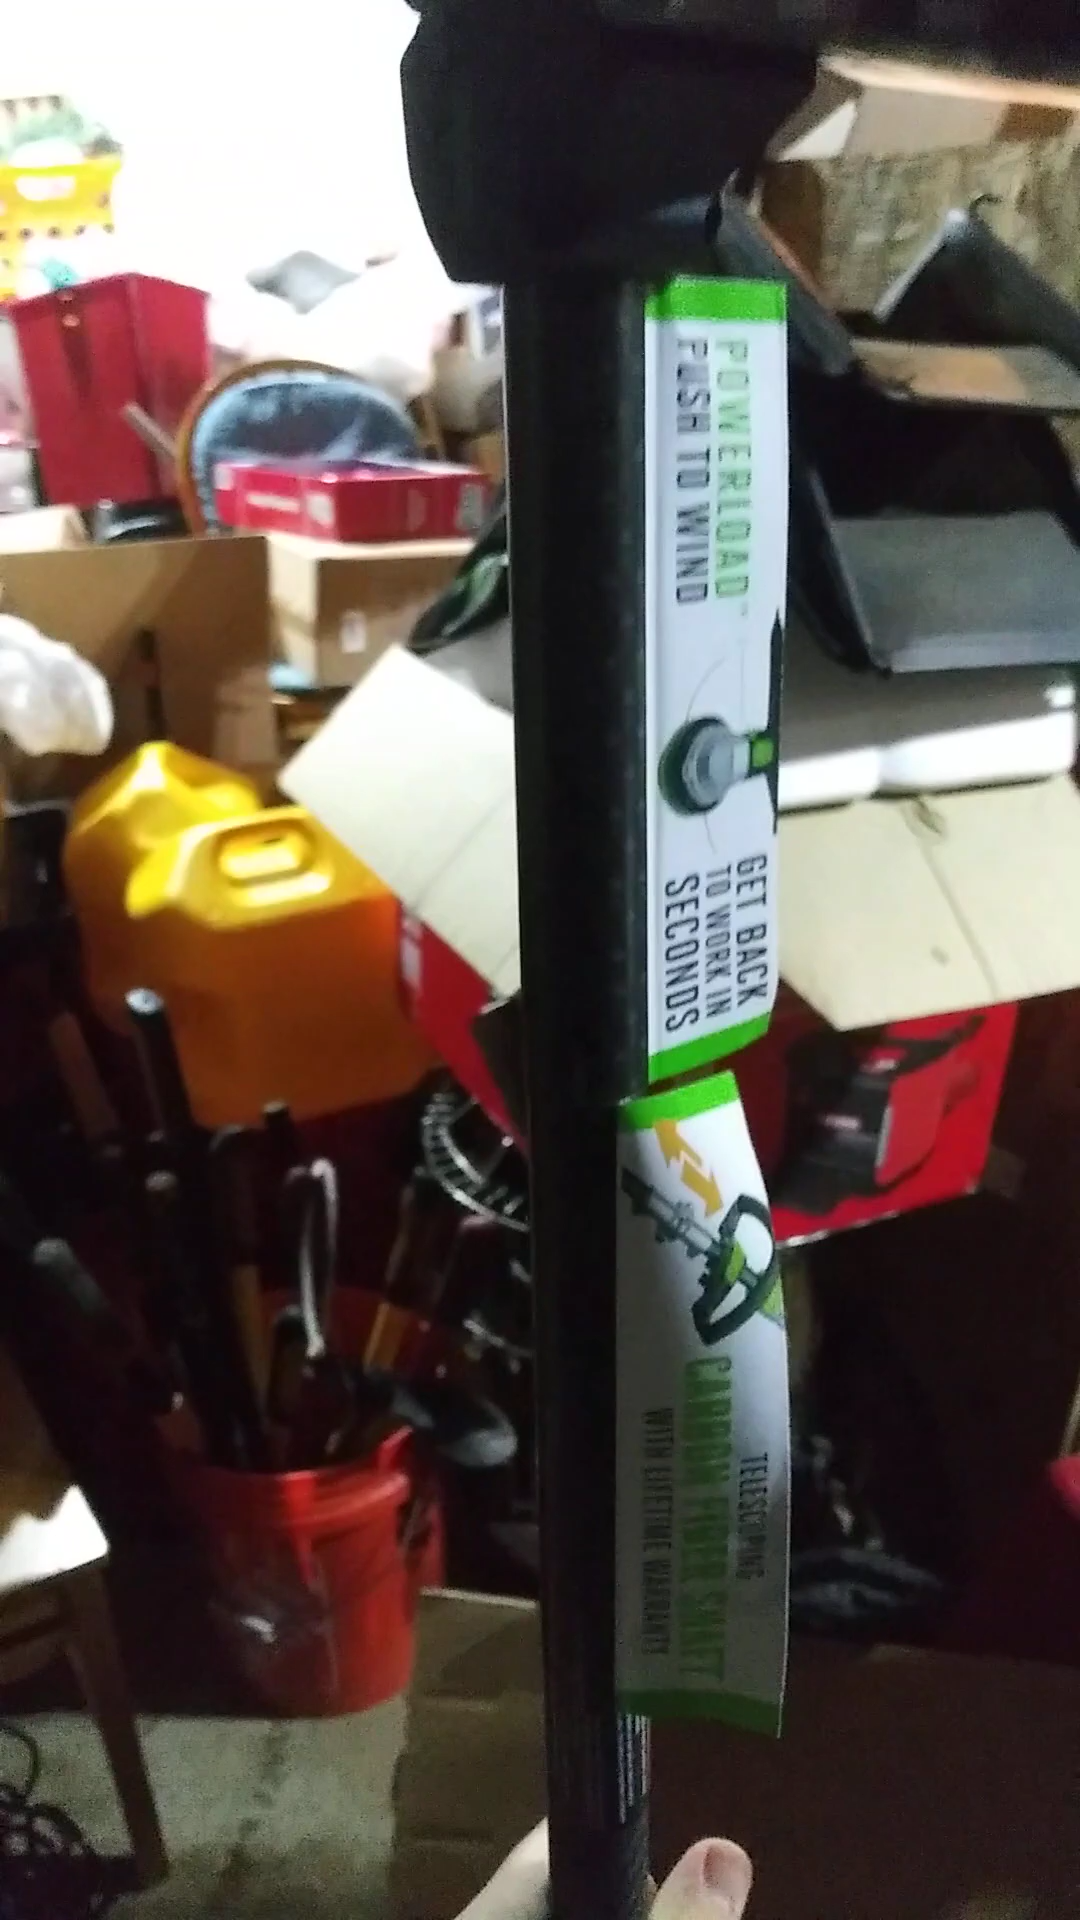 POWERLOAD™
PUSH TO WIND
GET BACK
TO WORK IN
SECONDS
TELESCOPING
CARBON FIBER SHAFT
WITH LIFETIME WARRANTY